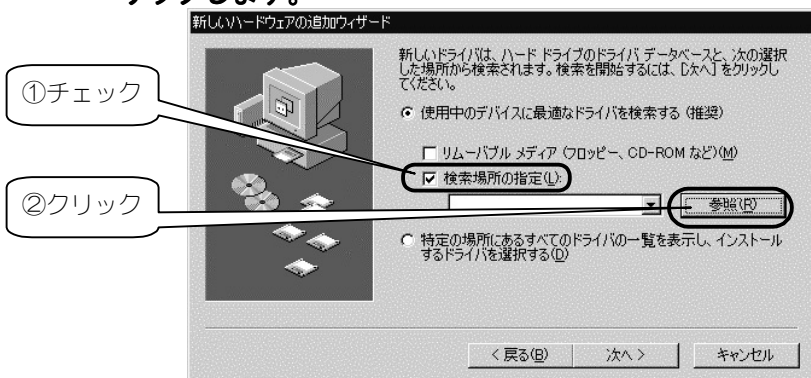 リックします。
新しいハードウェアの追加ウィザード
新しいドライバは、ハード ドライブのドライバ データベースと、次の選択
した場所から検索されます。検索を開始するには、[次へ] をクリックし
てください。
①チェック
使用中のデバイスに最適なドライバを検索する (推奨)
リムーバブル メディア (フロッピー、CD-ROM など)(M)
検索場所の指定(L):
②クリック
参照(R)
特定の場所にあるすべてのドライバの一覧を表示し、インストール
するドライバを選択する(D)
< 戻る(B)
次へ >
キャンセル